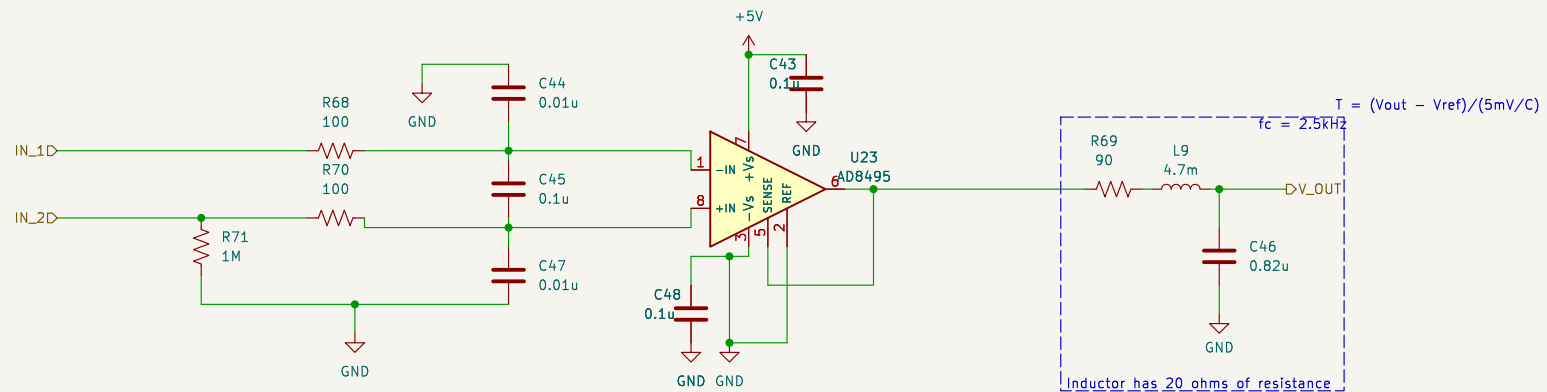 +5V
C43
0.1u
C44
0.01u
T = (Vout - Vref)/(5mV/C)
fc = 2.5kHz
R68
100
GND
GND
R69
90
L9
4.7m
IN_1
R70
100
1
-IN
7
+Vs
U23
AD8495
C45
0.1u
6
V_OUT
IN_2
8
+IN
-Vs
SENSE
REF
3
5
2
R71
1M
C47
0.01u
C46
0.82u
C48
0.1u
GND
GND
GND
GND
Inductor has 20 ohms of resistance